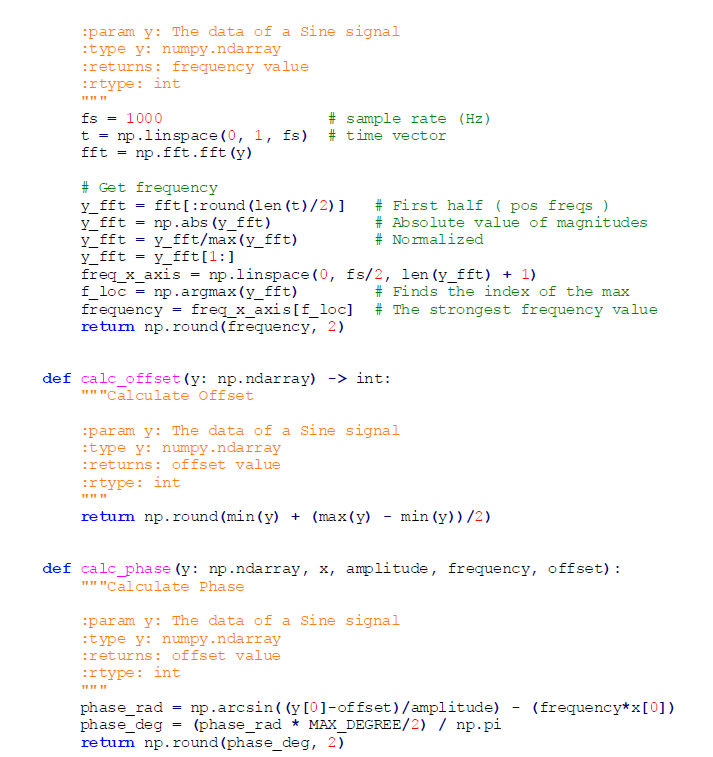 :param y: The data of a Sine signal
:type y: numpy.ndarray
:returns: frequency value
:rtype: int
"""
fs = 1000 # sample rate (Hz)
t = np.linspace(0, 1, fs) # time vector
fft = np.fft.fft(y)
# Get frequency
y_fft = fft[:round(len(t)/2)] # First half ( pos freqs )
y_fft = np.abs(y_fft) # Absolute value of magnitudes
y_fft = y_fft/max(y_fft) # Normalized
y_fft = y_fft[1:]
freq_x_axis = np.linspace(0, fs/2, len(y_fft) + 1)
f_loc = np.argmax(y_fft) # Finds the index of the max
frequency = freq_x_axis[f_loc] # The strongest frequency value
return np.round(frequency, 2)
def calc_offset(y: np.ndarray) -> int:
"""Calculate Offset
:param y: The data of a Sine signal
:type y: numpy.ndarray
:returns: offset value
:rtype: int
"""
return np.round(min(y) + (max(y) - min(y))/2)
def calc_phase(y: np.ndarray, x, amplitude, frequency, offset):
"""Calculate Phase
:param y: The data of a Sine signal
:type y: numpy.ndarray
:returns: offset value
:rtype: int
"""
phase_rad = np.arcsin((y[0]-offset)/amplitude) - (frequency*x[0])
phase_deg = (phase_rad * MAX_DEGREE/2) / np.pi
return np.round(phase_deg, 2)